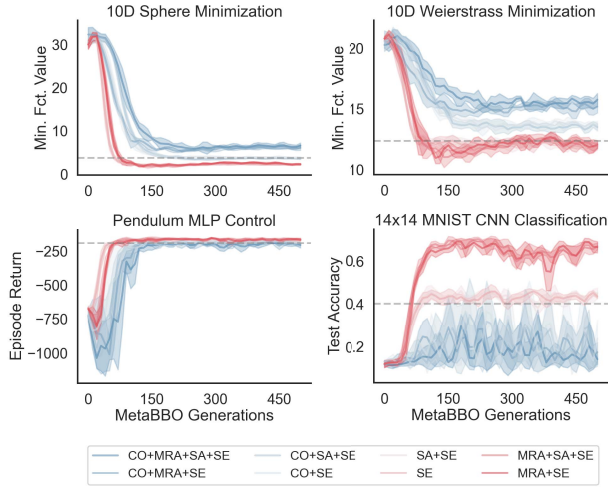 10D Sphere Minimization
10D Weierstrass Minimization
Min. Fct. Value
30
20
10
0
0
150
300
450
Min. Fct. Value
20
15
10
0
150
300
450
Pendulum MLP Control
14x14 MNIST CNN Classification
Episode Return
−250
−500
−750
−1000
0
150
300
450
MetaBBO Generations
Test Accuracy
0.6
0.4
0.2
0
150
300
450
MetaBBO Generations
CO+MRA+SA+SE
CO+SA+SE
SA+SE
MRA+SA+SE
CO+MRA+SE
CO+SE
SE
MRA+SE